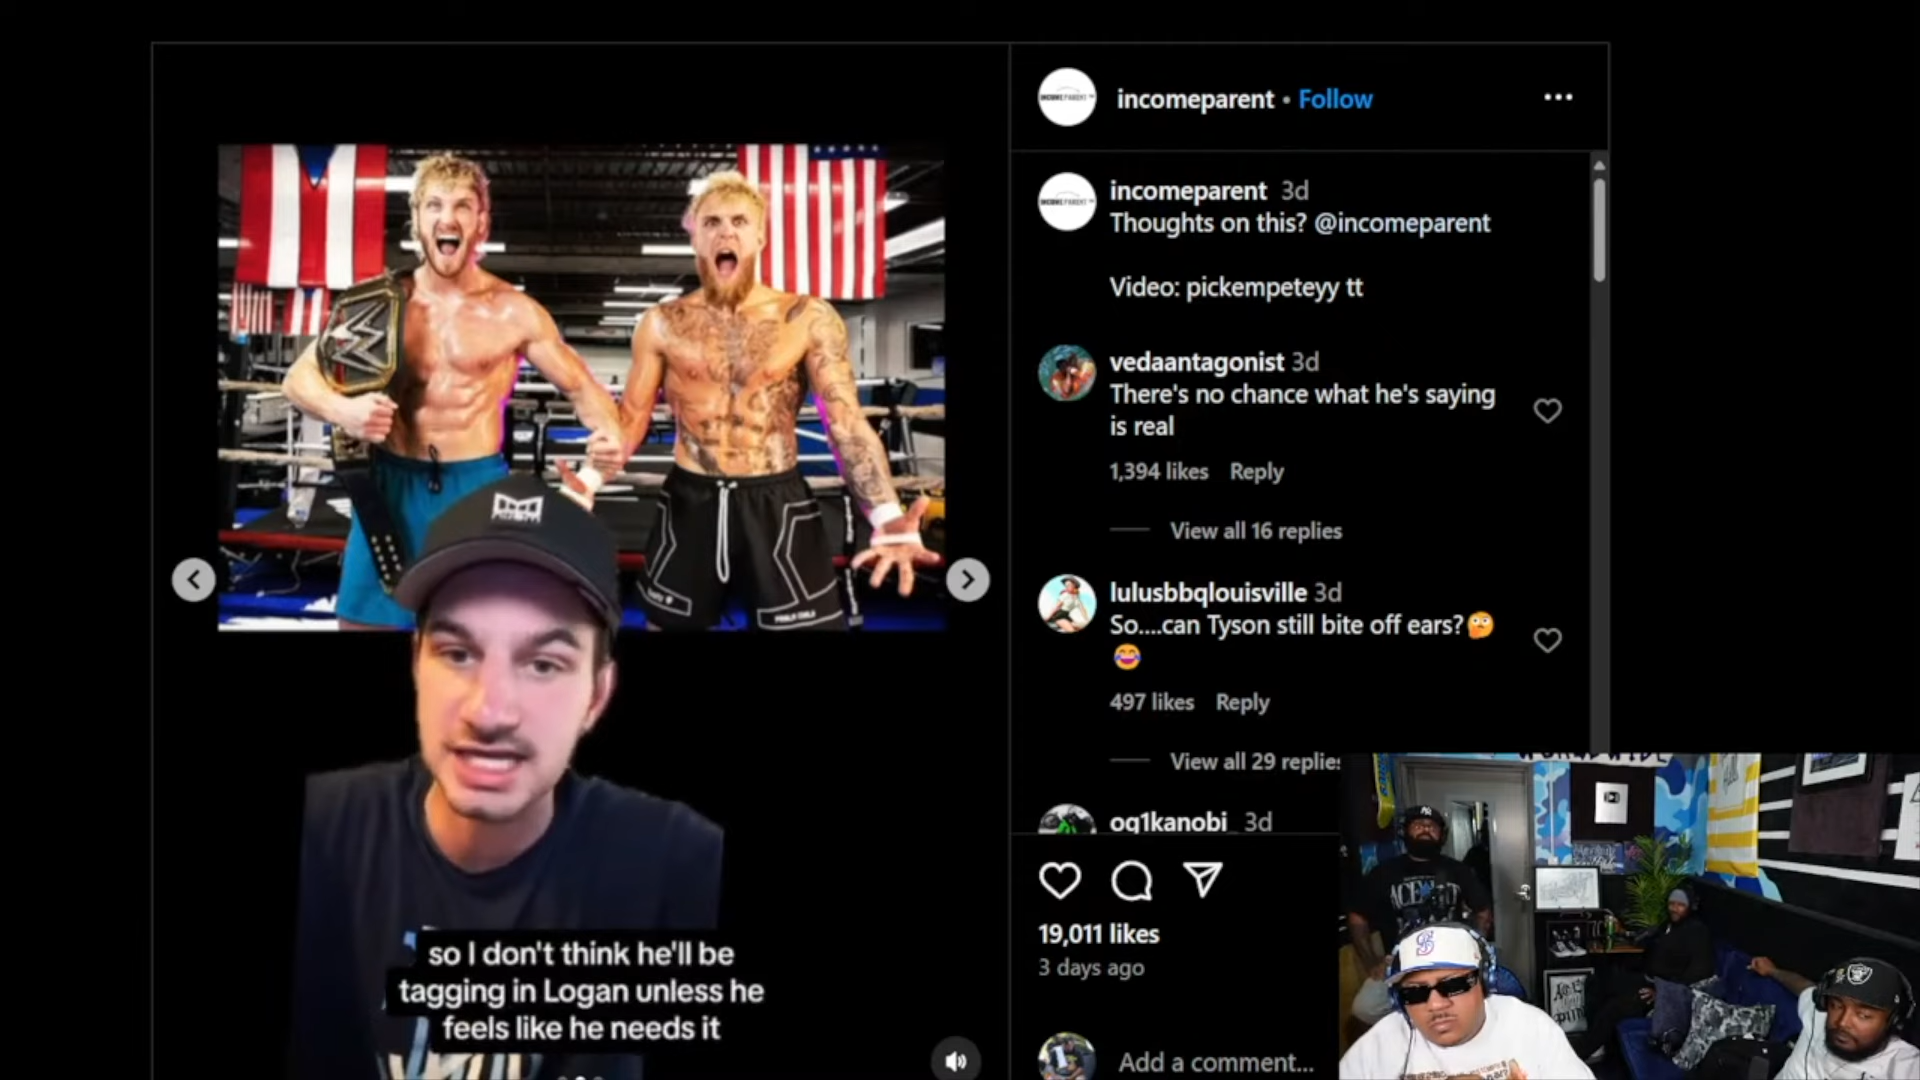 incomeparent • Follow
incomeparent 3d
Thoughts on this? @incomeparent
Video: pickempeteyy tt
vedaantagonist 3d
There's no chance what he's saying
is real
1,394 likes Reply
View all 16 replies
lulusbbqlouisville 3d
So....can Tyson still bite off ears?🫣
😂
497 likes Reply
View all 29 replies
og1kanobi_ 3d
19,011 likes
3 days ago
Add a comment...
so I don't think he'll be
tagging in Logan unless he
feels like he needs it